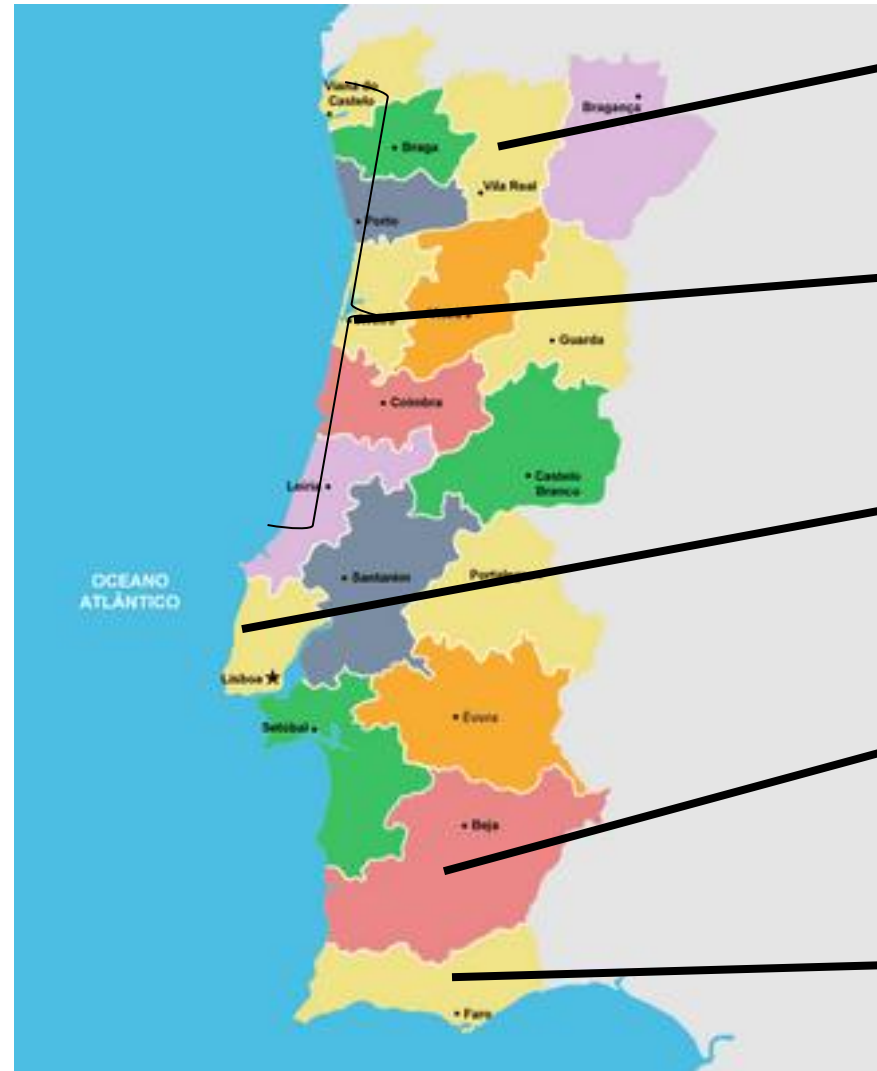 Viana do
Castelo
Bragança
Braga
Vila Real
Porto
Guarda
Coimbra
Castelo
Branco
Leiria
OCEANO
ATLÂNTICO
Santarém
Lisboa
Évora
Setúbal
Beja
Faro